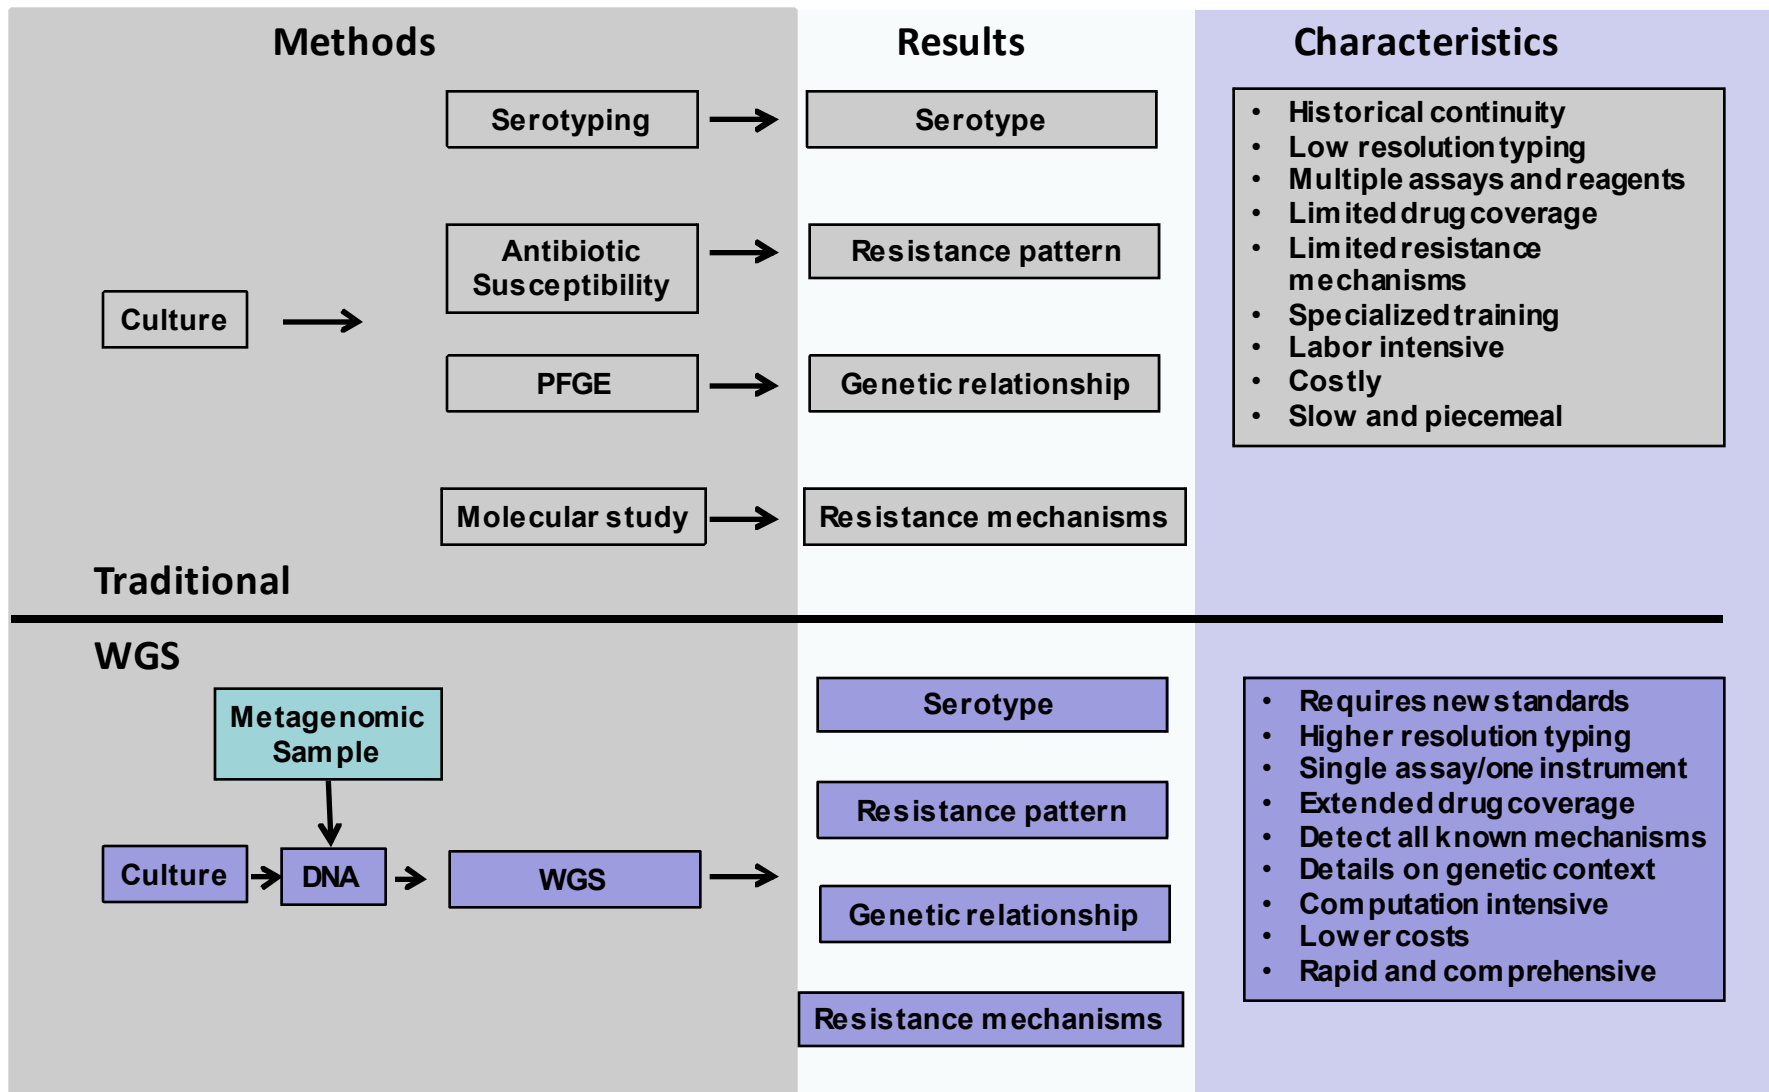 Methods
Results
Characteristics
Serotyping
Serotype
Antibiotic
Susceptibility
Resistance pattern
Culture
PFGE
Genetic relationship
Molecular study
Resistance mechanisms
• Historical continuity
• Low resolution typing
• Multiple assays and reagents
• Limited drug coverage
• Limited resistance
mechanisms
• Specialized training
• Labor intensive
• Costly
• Slow and piecemeal
Traditional
WGS
Metagenomic
Sample
Culture
DNA
WGS
Serotype
Resistance pattern
Genetic relationship
Resistance mechanisms
• Requires new standards
• Higher resolution typing
• Single assay/one instrument
• Extended drug coverage
• Detect all known mechanisms
• Details on genetic context
• Computation intensive
• Lower costs
• Rapid and comprehensive